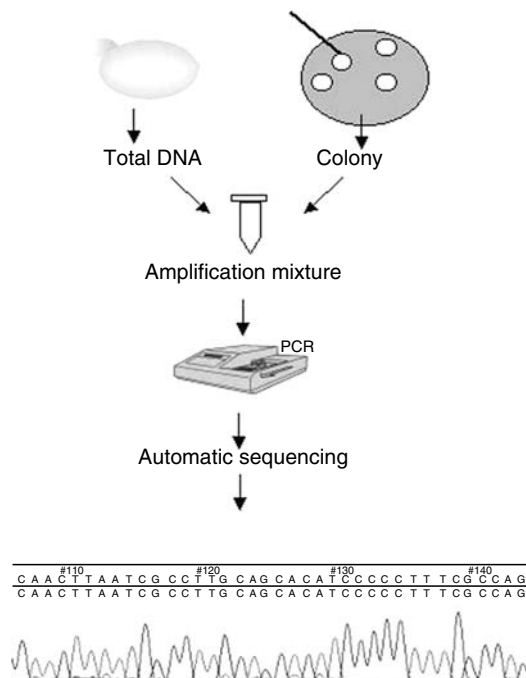 Total DNA Colony
Amplification mixture
PCR
Automatic sequencing
#110 #120 #130 #140
C A A C T T A A T C G C C T T G C A G C A C A T C C C C C T T T C G C C A G
C A A C T T A A T C G C C T T G C A G C A C A T C C C C C T T T C G C C A G